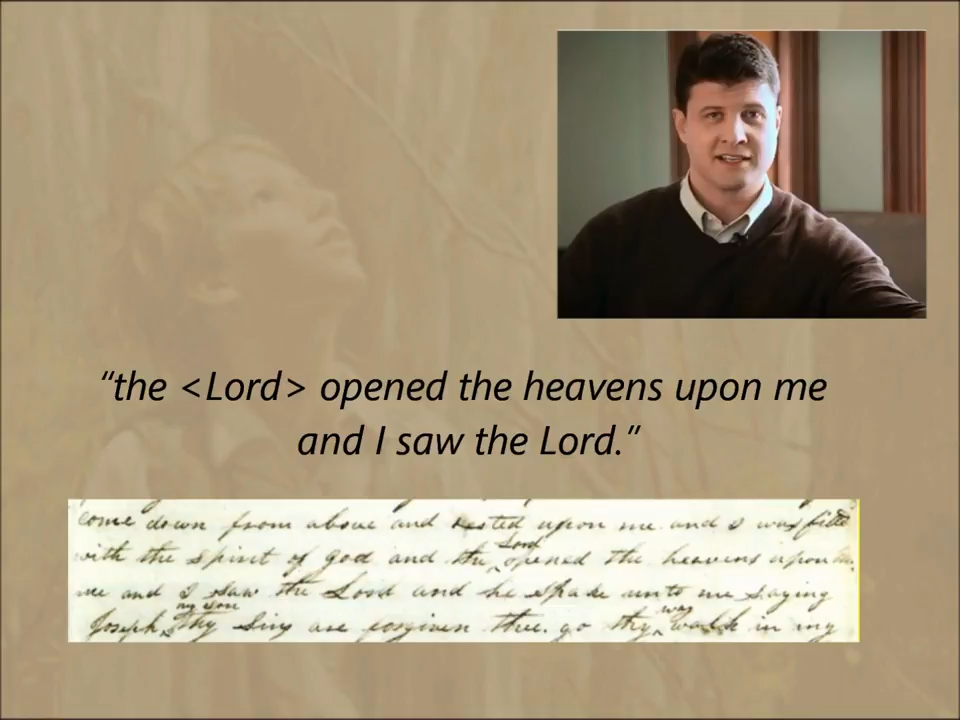 “the <Lord> opened the heavens upon me
and I saw the Lord.”
come down from above and rested upon me and I was filld
with the spirit of god and the Lord opened the heavens upon
me and I saw the Lord and he spake unto me saying
Joseph my son Thy Sins are forgiven thee. go thy way walk in my